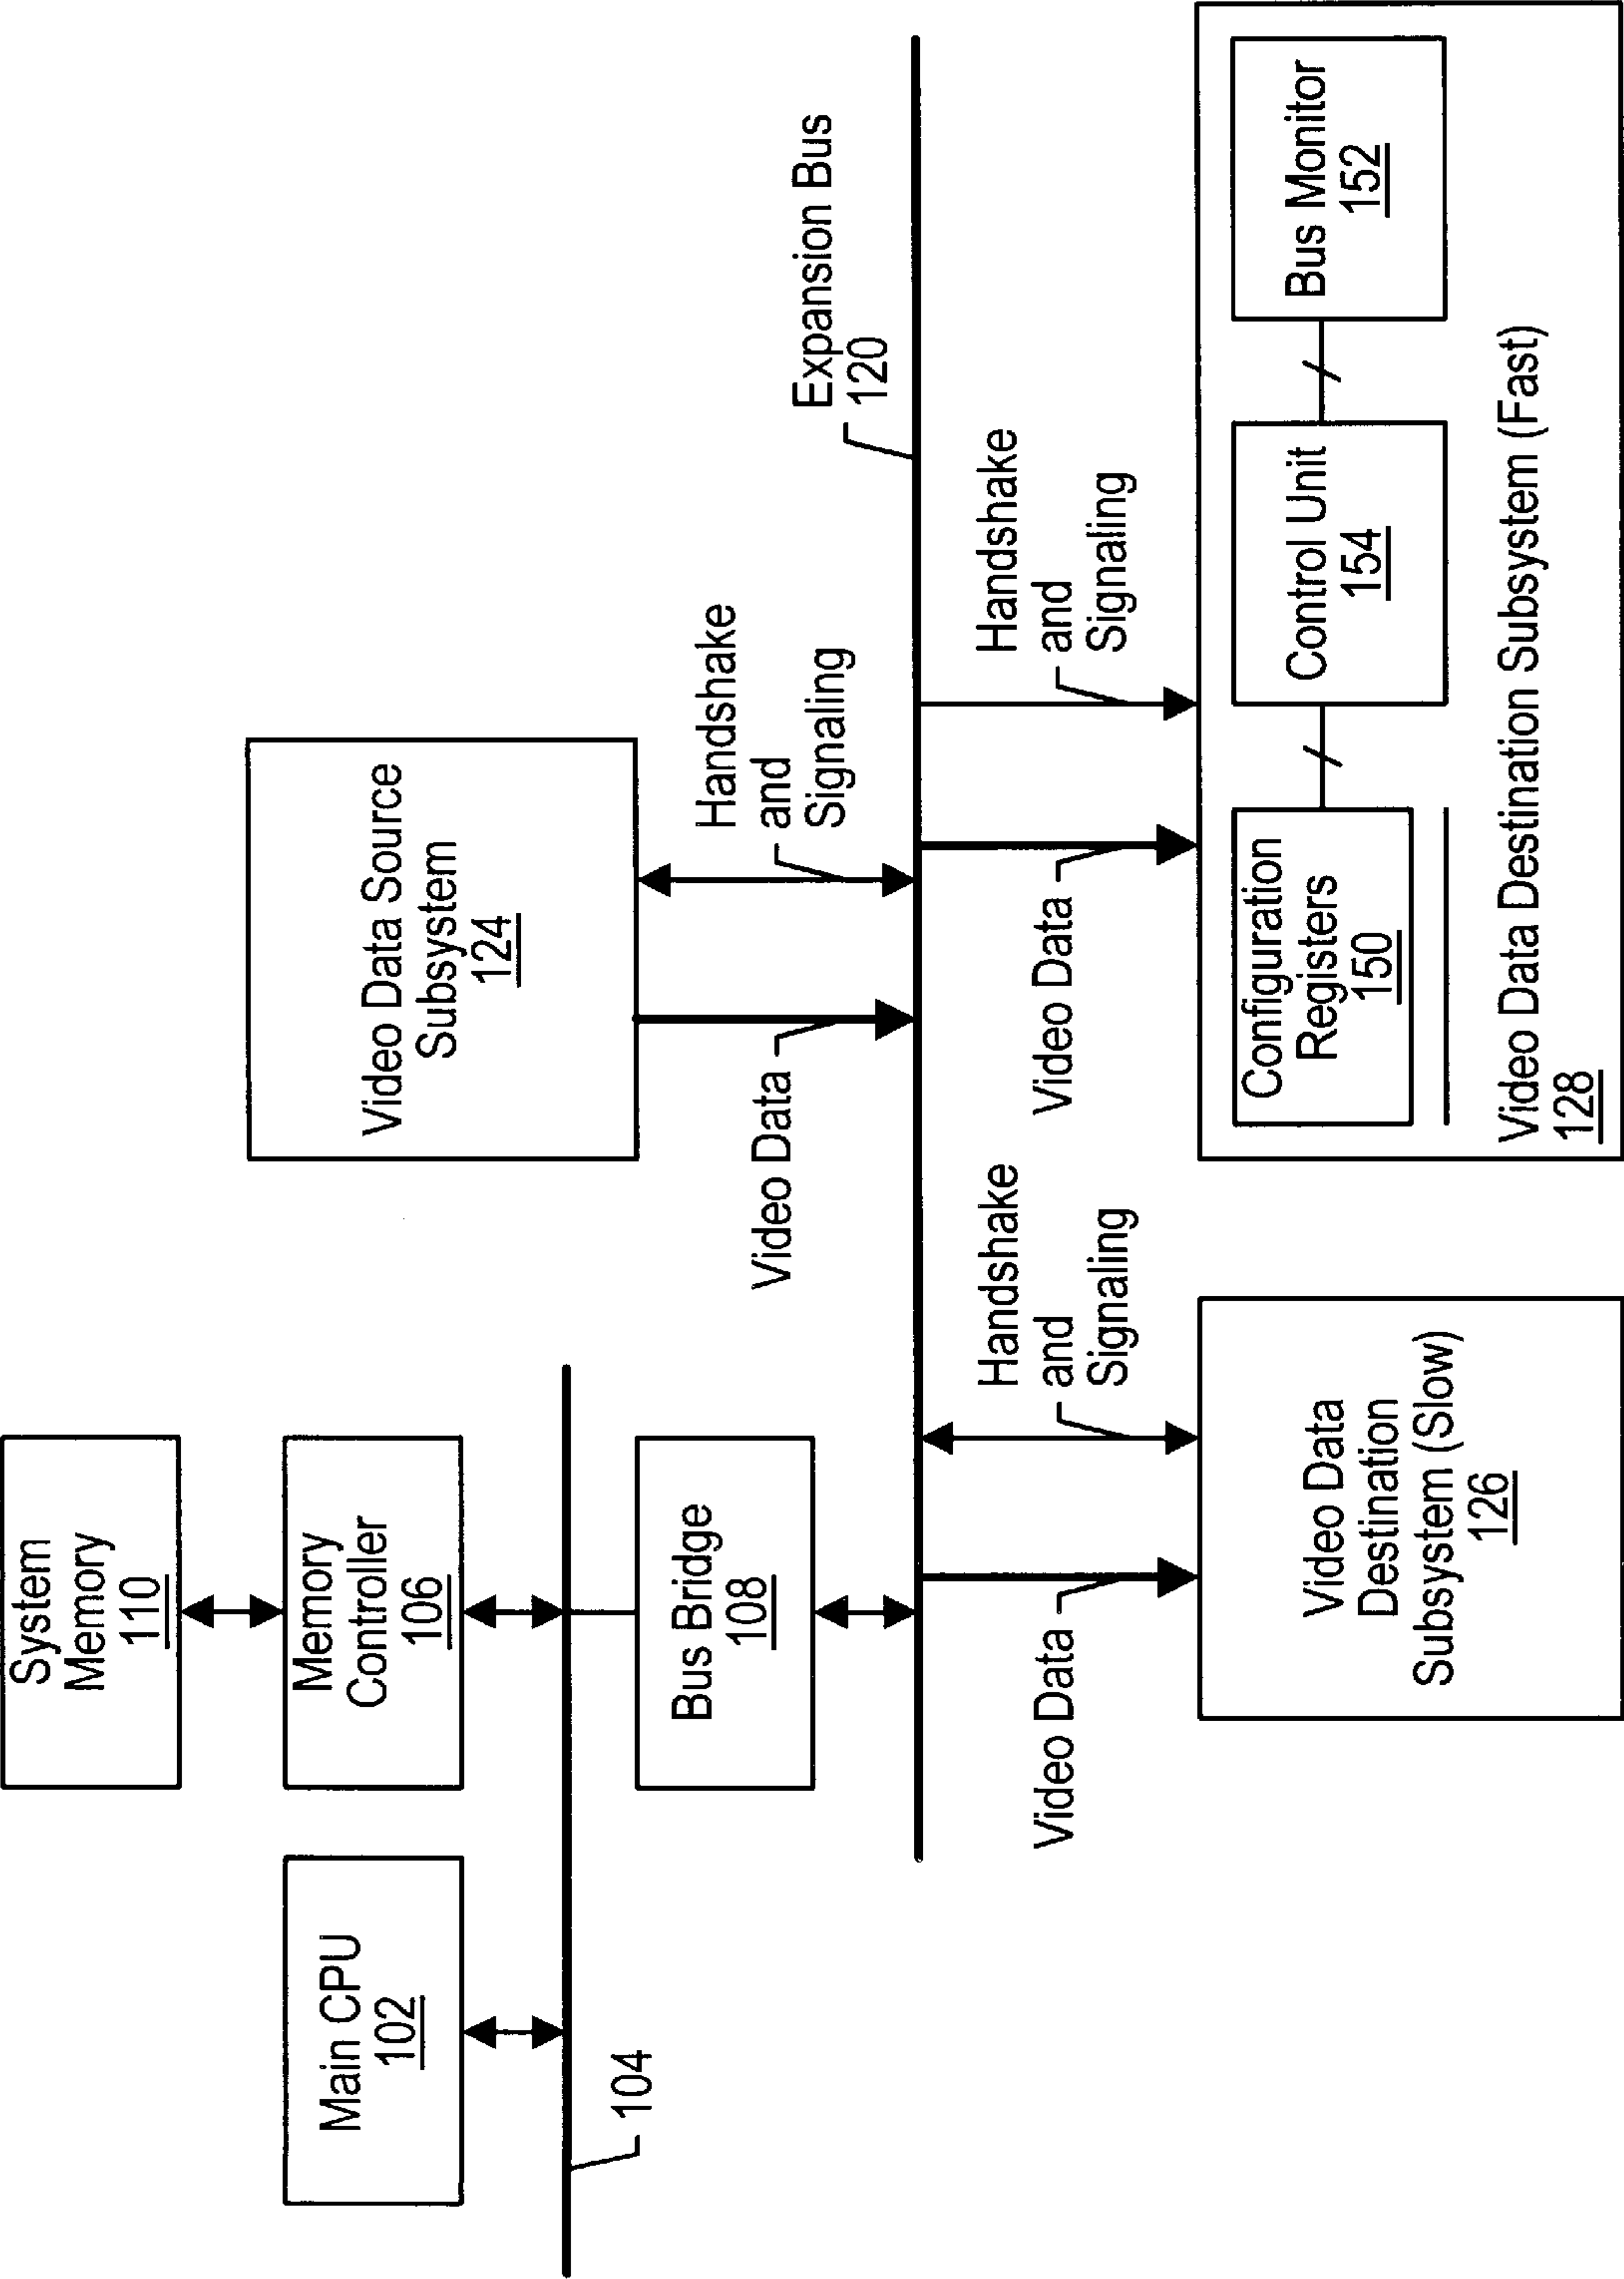 System
Memory
110
Main CPU
102
Memory
Controller
106
104
Bus Bridge
108
Video Data Source
Subsystem
124
Video Data
Handshake
and
Signaling
Expansion Bus
120
Video Data
Handshake
and
Signaling
Video Data
Handshake
and
Signaling
Video Data
Destination
Subsystem (Slow)
126
Configuration
Registers
150
Control Unit
154
Bus Monitor
152
Video Data Destination Subsystem (Fast)
128